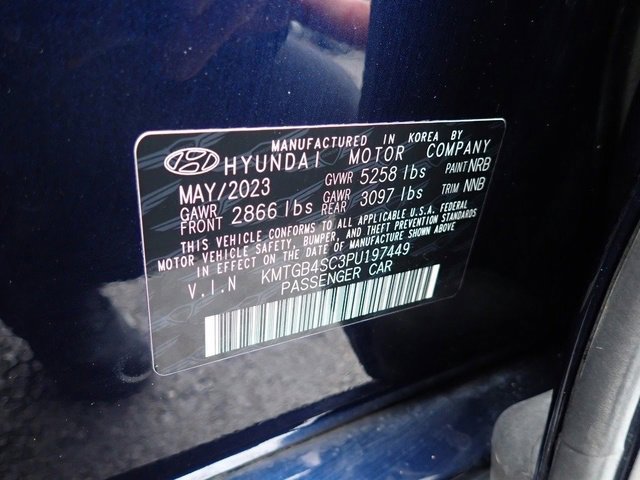 MANUFACTURED IN KOREA BY
HYUNDAI MOTOR COMPANY
MAY/2023 GVWR 5258 lbs PAINT NRB
GAWR FRONT 2866 lbs GAWR REAR 3097 lbs TRIM NNB
THIS VEHICLE CONFORMS TO ALL APPLICABLE U.S.A. FEDERAL
MOTOR VEHICLE SAFETY, BUMPER, AND THEFT PREVENTION STANDARDS
IN EFFECT ON THE DATE OF MANUFACTURE SHOWN ABOVE
V.I.N KMTGB4SC3PU197449
PASSENGER CAR